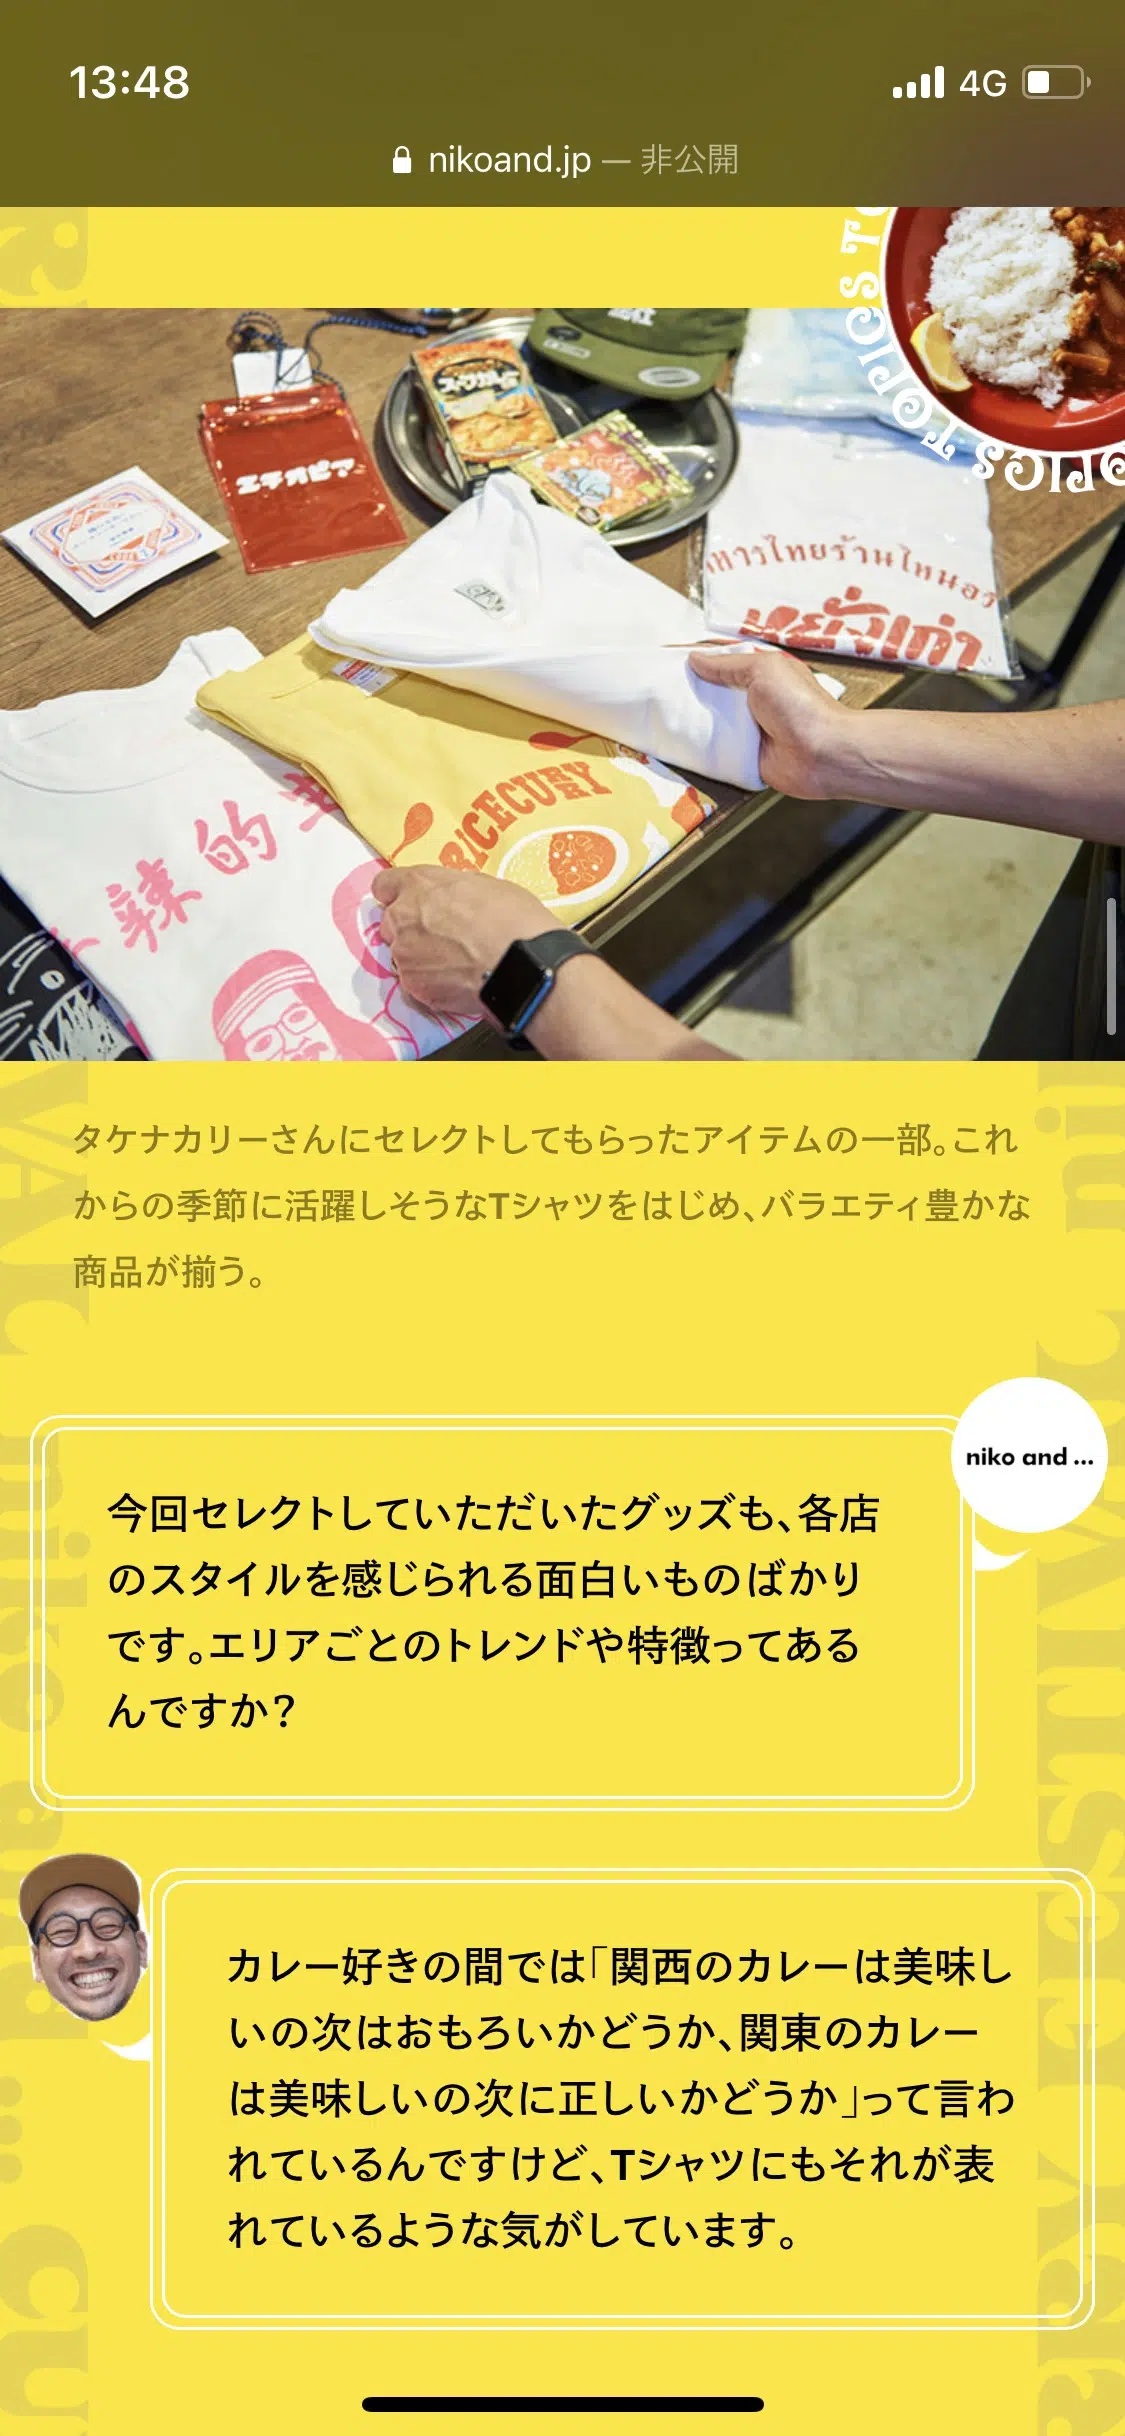 13:48
4G
nikoand.jp — 非公開
TOPICS TOPICS
エチオピア
หยั่งเก่า
辣的
RICECURRY
タケナカリーさんにセレクトしてもらったアイテムの一部。これ
からの季節に活躍しそうなTシャツをはじめ、バラエティ豊かな
商品が揃う。
niko and ...
今回セレクトしていただいたグッズも、各店
のスタイルを感じられる面白いものばかり
です。エリアごとのトレンドや特徴ってある
んですか?
カレー好きの間では「関西のカレーは美味し
いの次はおもろいかどうか、関東のカレー
は美味しいの次に正しいかどうか」って言わ
れているんですけど、Tシャツにもそれが表
れているような気がしています。